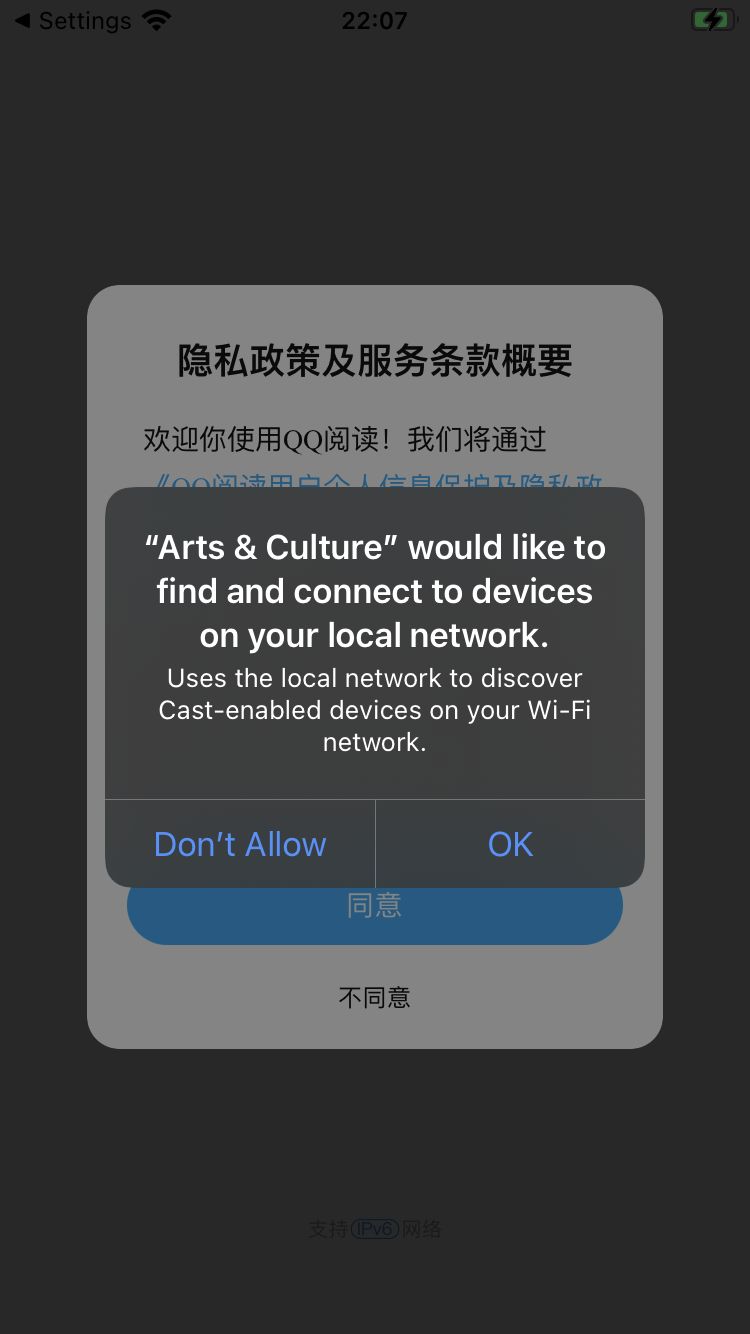 ◀ Settings 22:07
隐私政策及服务条款概要
欢迎你使用QQ阅读！我们将通过
《QQ阅读用户个人信息保护及隐私政
“Arts & Culture” would like to
find and connect to devices
on your local network.
Uses the local network to discover
Cast-enabled devices on your Wi-Fi
network.
Don’t Allow OK
同意
不同意
支持IPv6网络